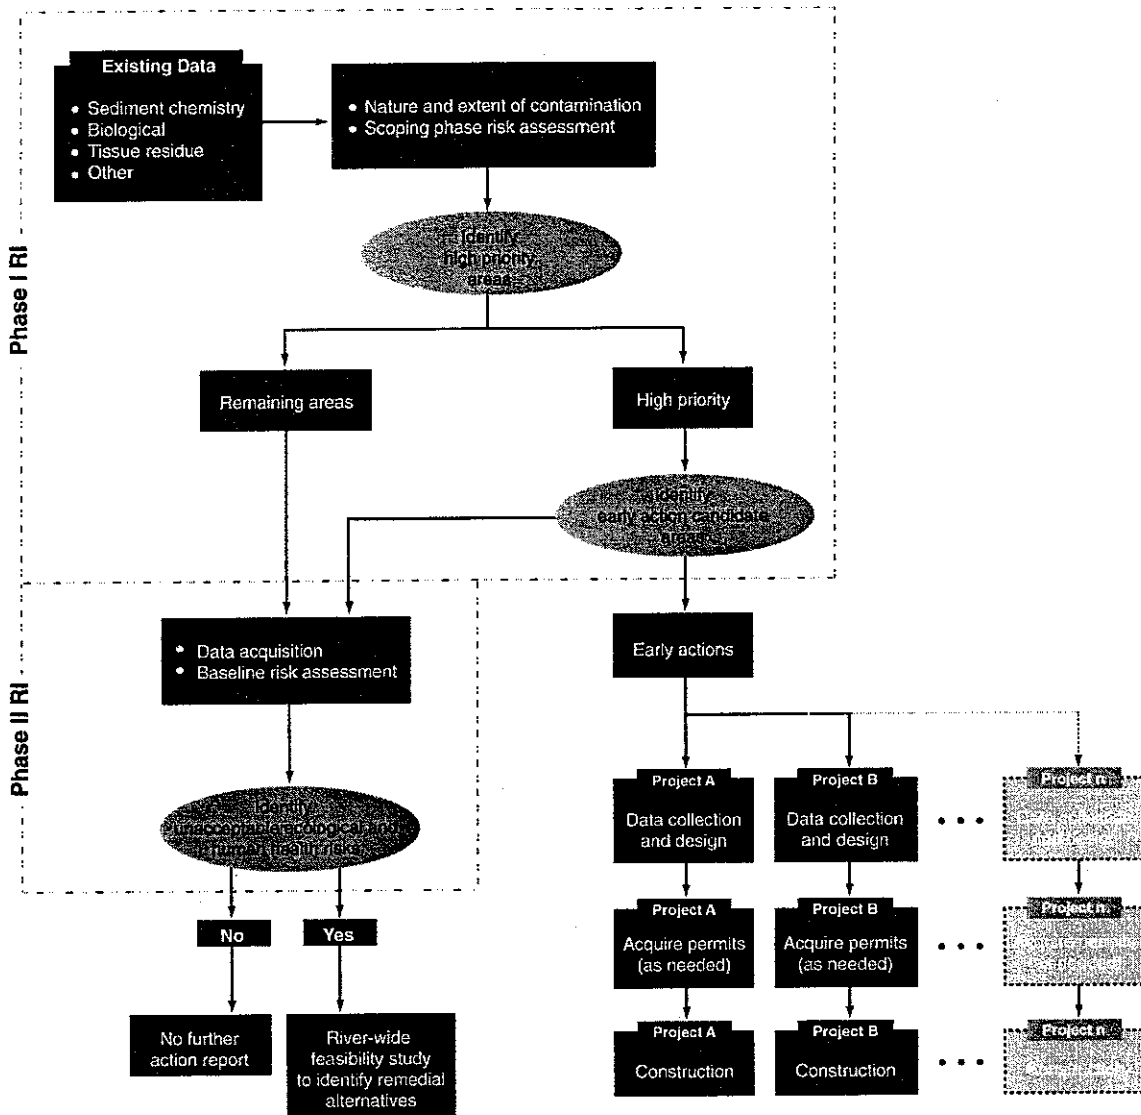 Phase I RI
Existing Data
• Sediment chemistry
• Biological
• Tissue residue
• Other
• Nature and extent of contamination
• Scoping phase risk assessment
Identify
high priority
areas
Remaining areas
High priority
Identify
early action candidate
areas
Phase II RI
• Data acquisition
• Baseline risk assessment
Early actions
Identify
unacceptable ecological and
human health risks
No
Yes
No further
action report
River-wide
feasibility study
to identify remedial
alternatives
Project A
Data collection
and design
Project B
Data collection
and design
• • •
Project n
Project A
Acquire permits
(as needed)
Project B
Acquire permits
(as needed)
• • •
Project n
Project A
Construction
Project B
Construction
• • •
Project n